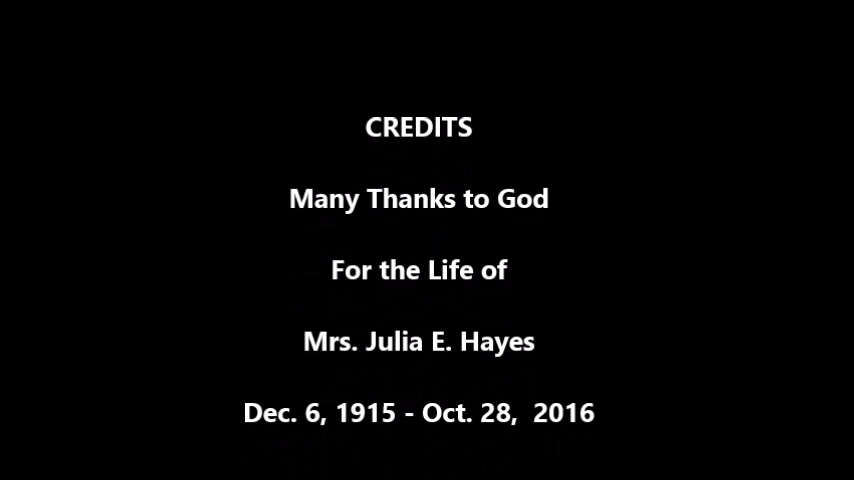 CREDITS
Many Thanks to God
For the Life of
Mrs. Julia E. Hayes
Dec. 6, 1915 - Oct. 28,  2016